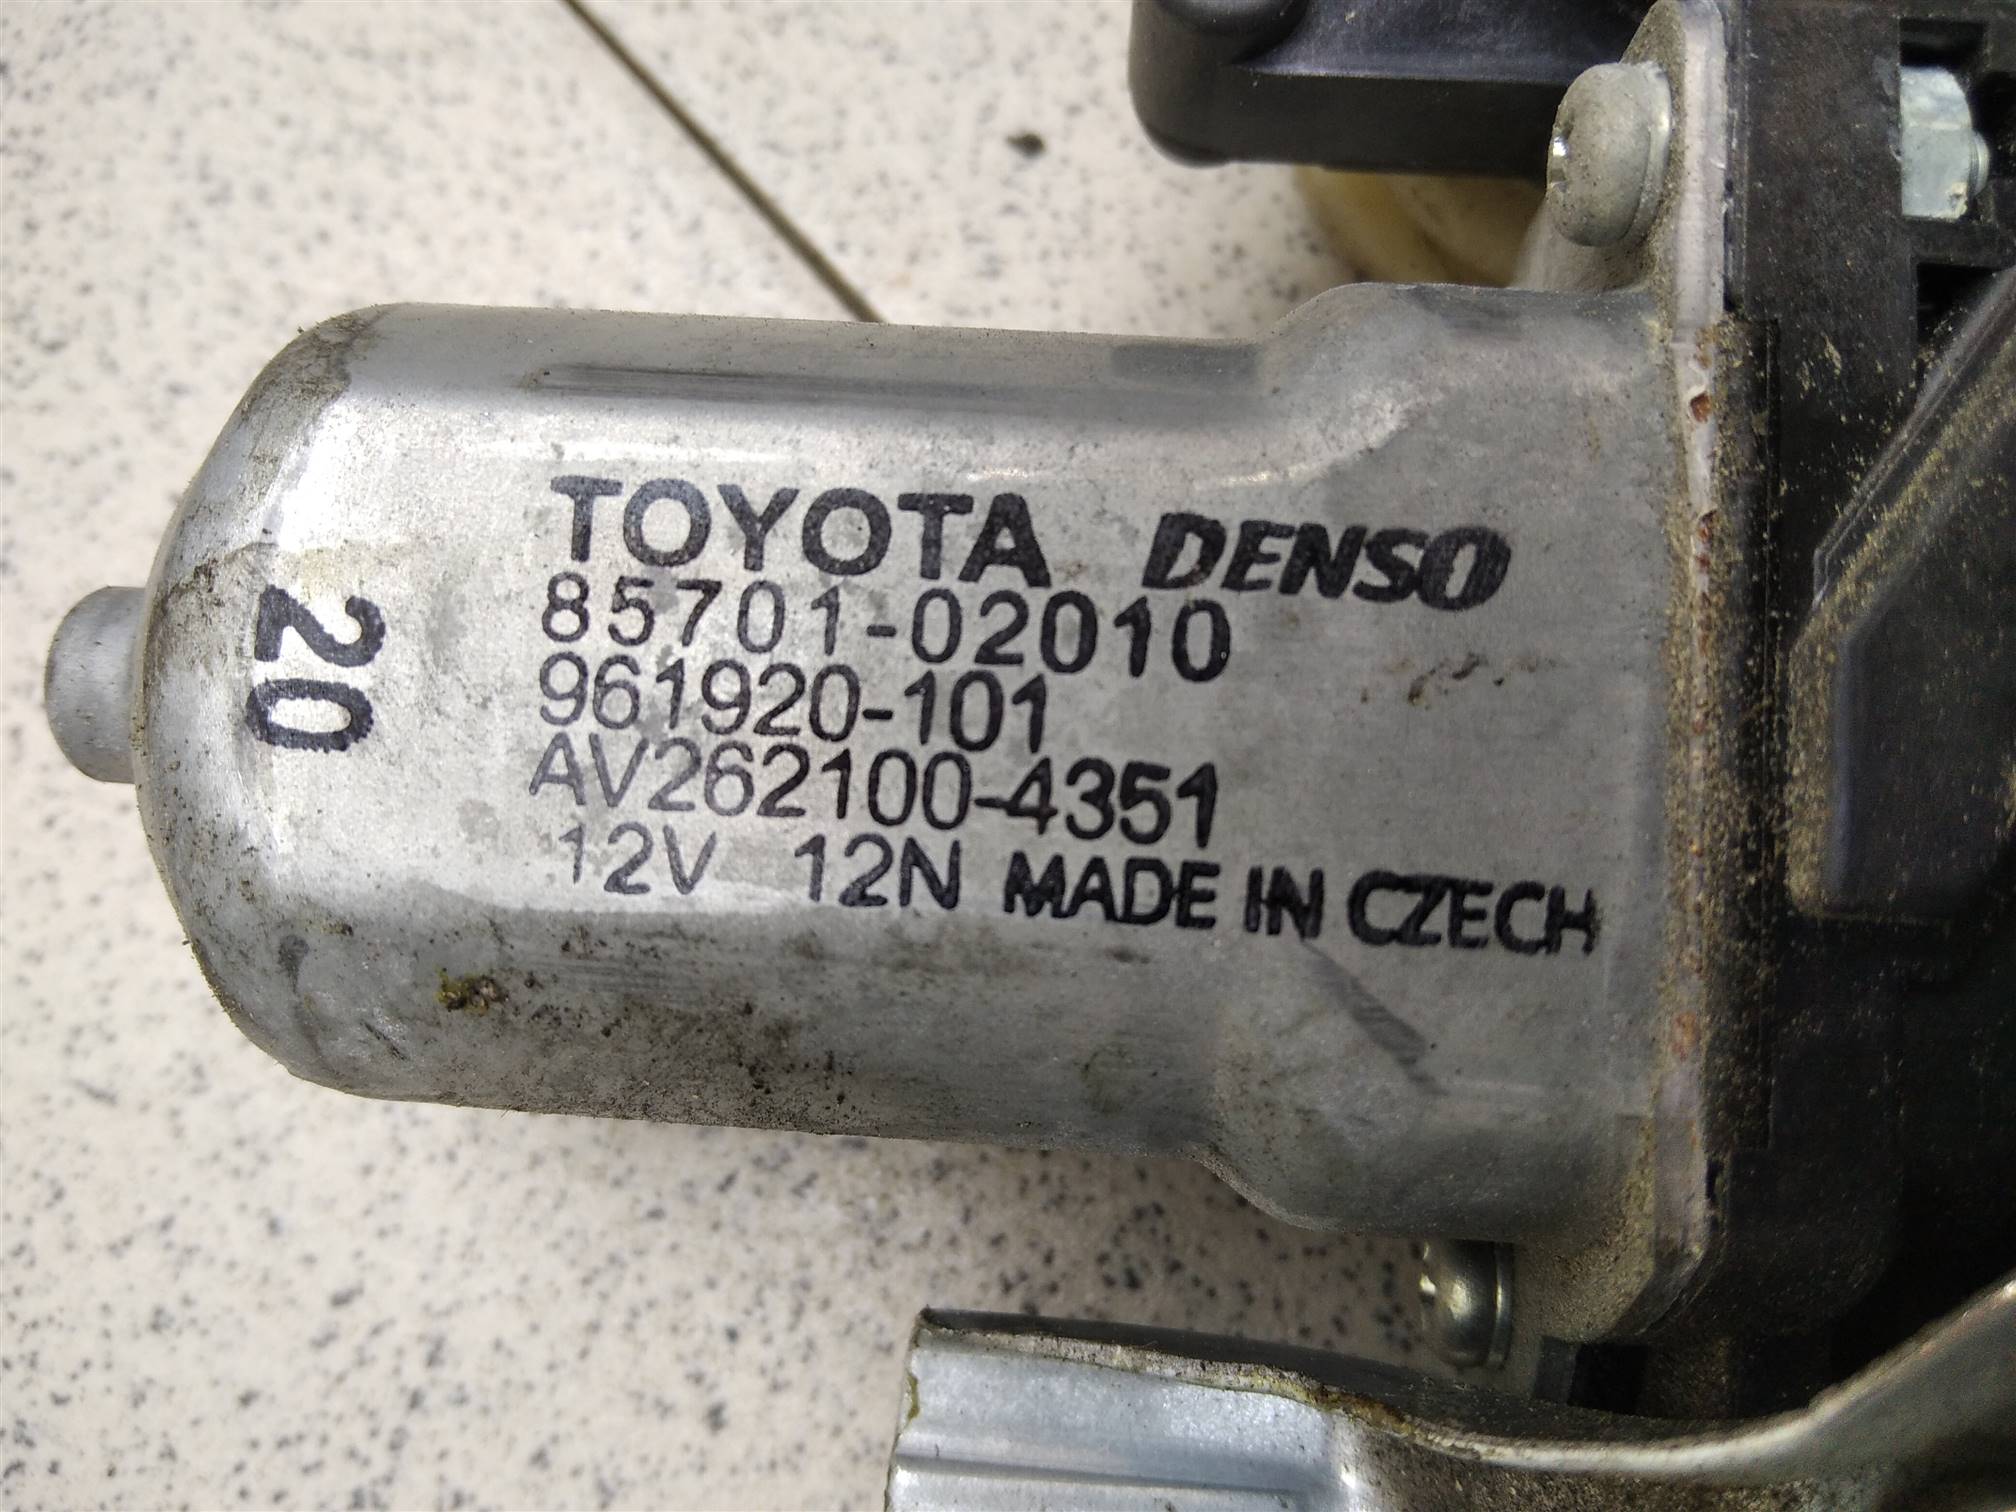 TOYOTA DENSO
85701-02010
961920-101
AV262100-4351
12V 12N MADE IN CZECH
20